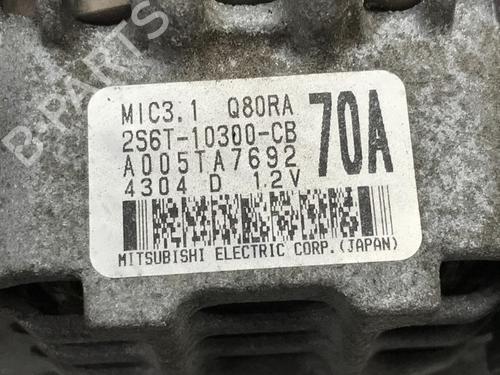 B-PARTS
MIC3.1 Q80RA
70A
2S6T-10300-CB
A005TA7692
4304 D 12V
MITSUBISHI ELECTRIC CORP.(JAPAN)